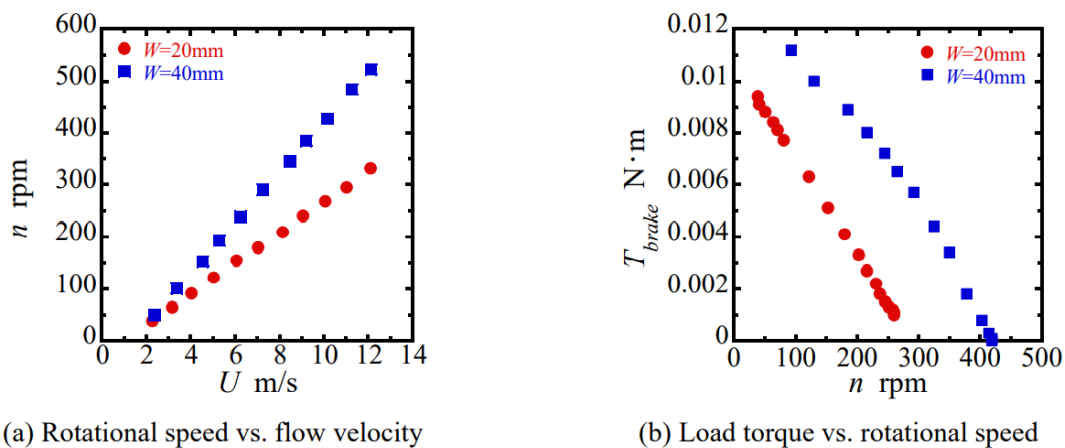 600
500
400
300
200
100
0
n rpm
W=20mm
W=40mm
0 2 4 6 8 10 12 14
U m/s
(a) Rotational speed vs. flow velocity
0.012
0.01
0.008
0.006
0.004
0.002
0
T_brake N·m
W=20mm
W=40mm
0 100 200 300 400 500
n rpm
(b) Load torque vs. rotational speed